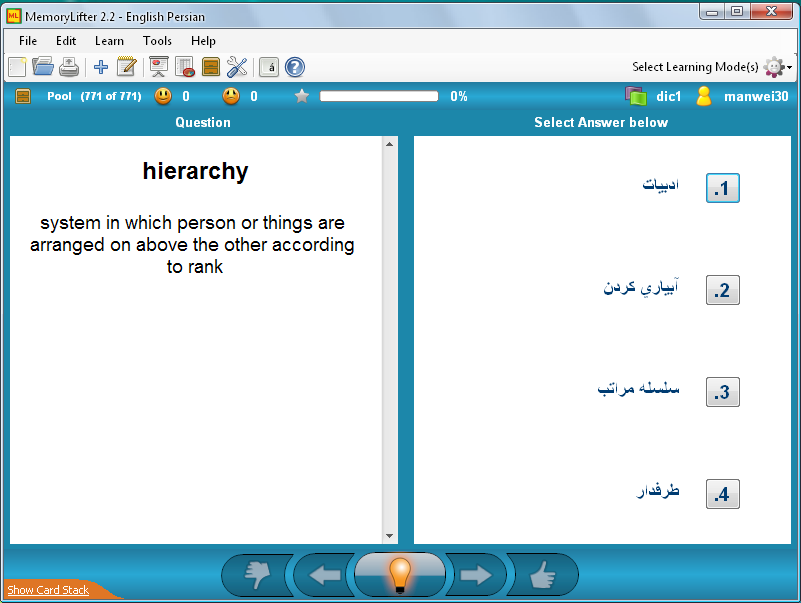 MemoryLifter 2.2 - English Persian
File Edit Learn Tools Help
Select Learning Mode(s)
Pool (771 of 771) 0 0 0% dic1 manwei30
Question
hierarchy
system in which person or things are
arranged on above the other according
to rank
Select Answer below
ادبيات .1
آبياري كردن .2
سلسله مراتب .3
طرفدار .4
Show Card Stack